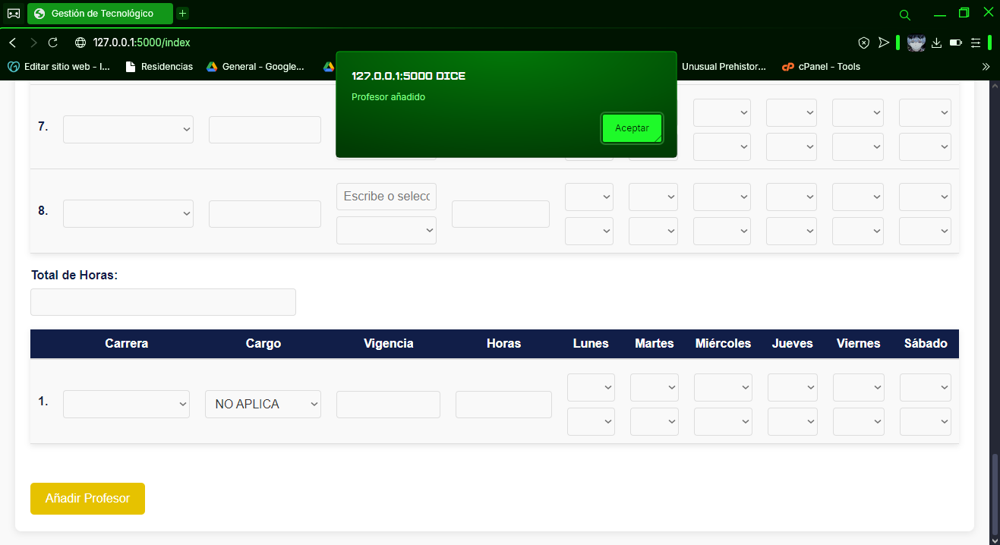 Gestión de Tecnológico
127.0.0.1:5000/index
Editar sitio web - I...
Residencias
General - Google...
Unusual Prehistor...
cPanel - Tools
127.0.0.1:5000 DICE
Profesor añadido
Aceptar
7.
8.
Escribe o selecc
Total de Horas:
Carrera Cargo Vigencia Horas Lunes Martes Miércoles Jueves Viernes Sábado
1.
NO APLICA
Añadir Profesor